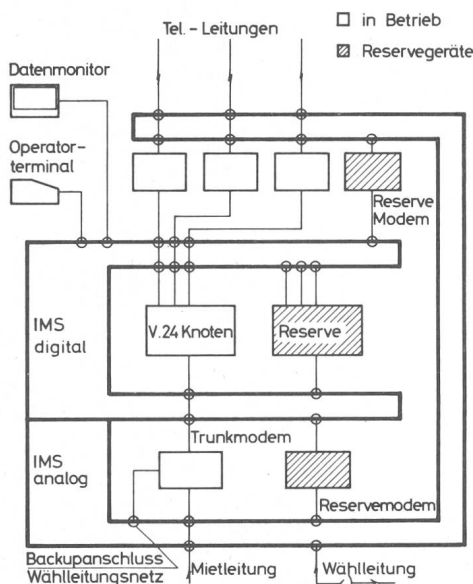 Tel.-Leitungen
in Betrieb
Reservegeräte
Datenmonitor
Operator-
terminal
Reserve
Modem
IMS
digital
V.24 Knoten
Reserve
IMS
analog
Trunkmodem
Reservemodem
Backupanschluss
Wählleitungsnetz
Mietleitung
Wählleitung